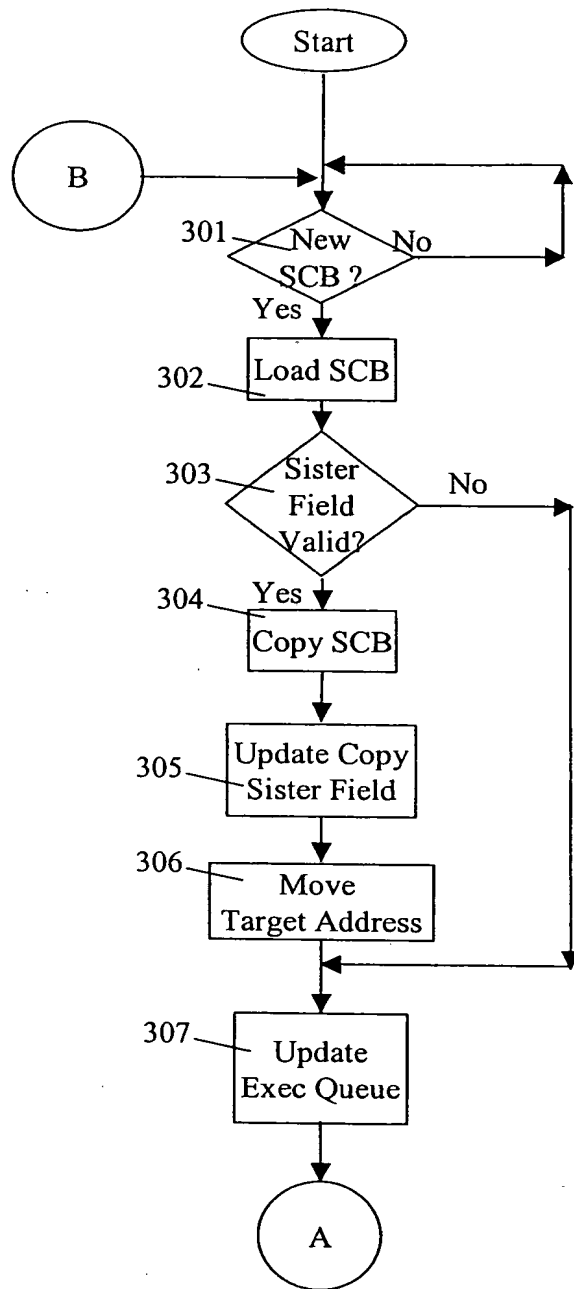 Start
B
301
New
SCB ?
No
Yes
302
Load SCB
303
Sister
Field
Valid?
No
Yes
304
Copy SCB
305
Update Copy
Sister Field
306
Move
Target Address
307
Update
Exec Queue
A